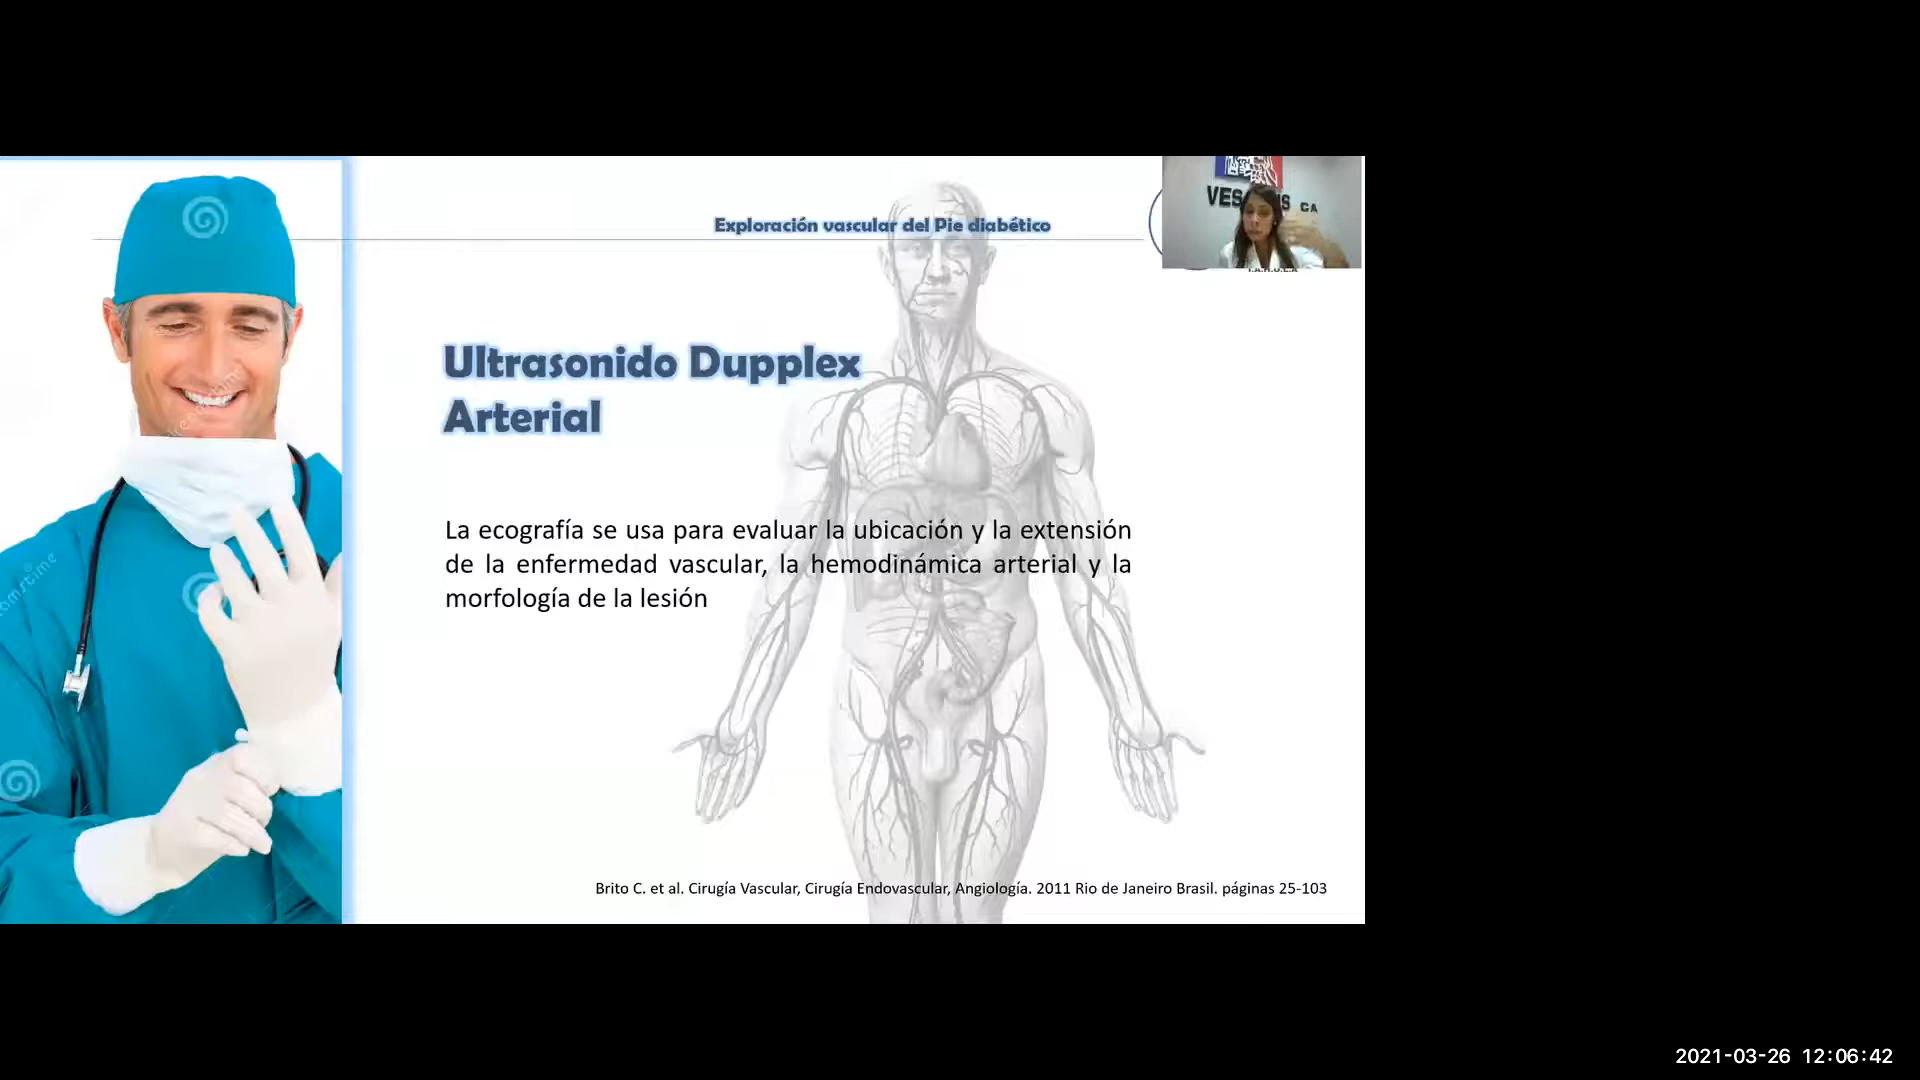 Exploración vascular del Pie diabético
Ultrasonido Dupplex
Arterial
La ecografía se usa para evaluar la ubicación y la extensión
de la enfermedad vascular, la hemodinámica arterial y la
morfología de la lesión
Brito C. et al. Cirugía Vascular, Cirugía Endovascular, Angiología. 2011 Rio de Janeiro Brasil. páginas 25-103
2021-03-26 12:06:42